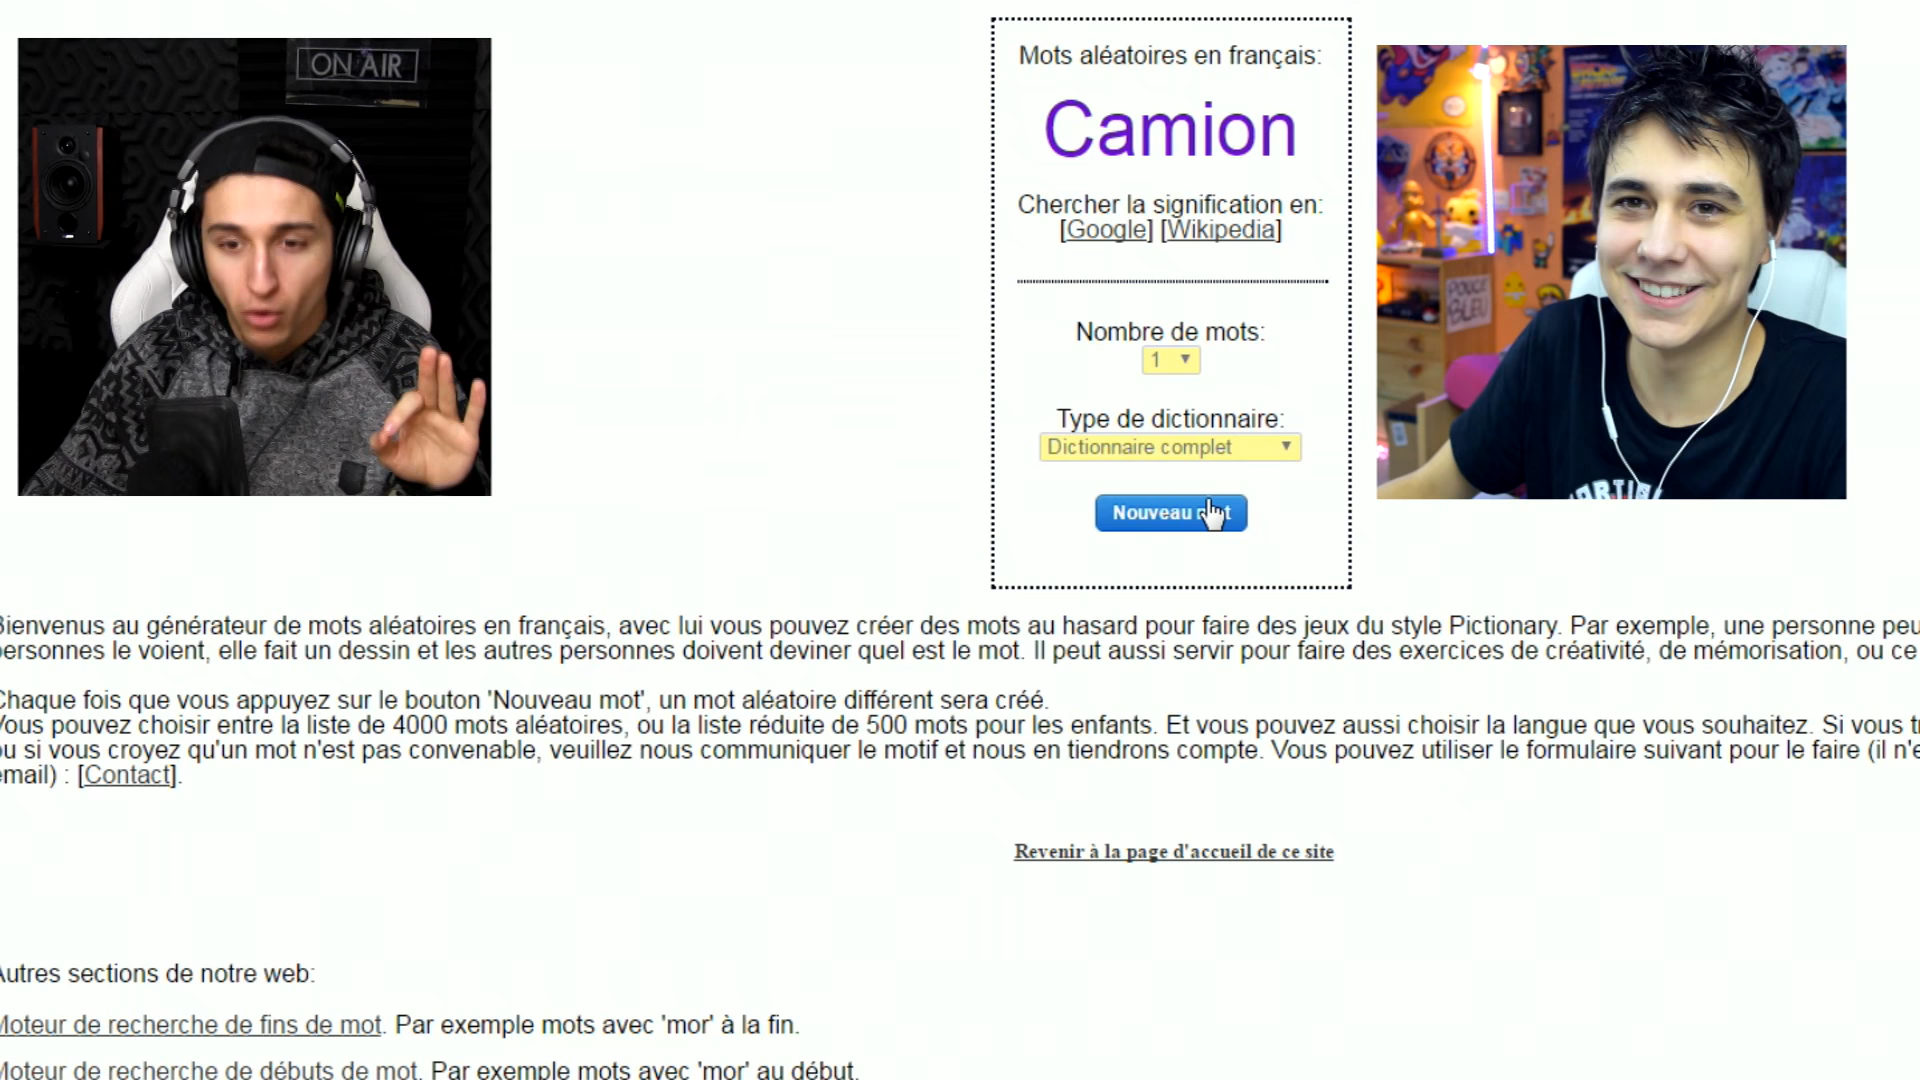 ON AIR
Mots aléatoires en français:
Camion
Chercher la signification en:
[Google] [Wikipedia]
POUCE
BLEU
Nombre de mots:
1
Type de dictionnaire:
Dictionnaire complet
Nouveau mot
Bienvenus au générateur de mots aléatoires en français, avec lui vous pouvez créer des mots au hasard pour faire des jeux du style Pictionary. Par exemple, une personne peu
personnes le voient, elle fait un dessin et les autres personnes doivent deviner quel est le mot. Il peut aussi servir pour faire des exercices de créativité, de mémorisation, ou ce
Chaque fois que vous appuyez sur le bouton 'Nouveau mot', un mot aléatoire différent sera créé.
Vous pouvez choisir entre la liste de 4000 mots aléatoires, ou la liste réduite de 500 mots pour les enfants. Et vous pouvez aussi choisir la langue que vous souhaitez. Si vous tr
ou si vous croyez qu'un mot n'est pas convenable, veuillez nous communiquer le motif et nous en tiendrons compte. Vous pouvez utiliser le formulaire suivant pour le faire (il n'e
email) : [Contact].
Revenir à la page d'accueil de ce site
Autres sections de notre web:
Moteur de recherche de fins de mot. Par exemple mots avec 'mor' à la fin.
Moteur de recherche de débuts de mot. Par exemple mots avec 'mor' au début.